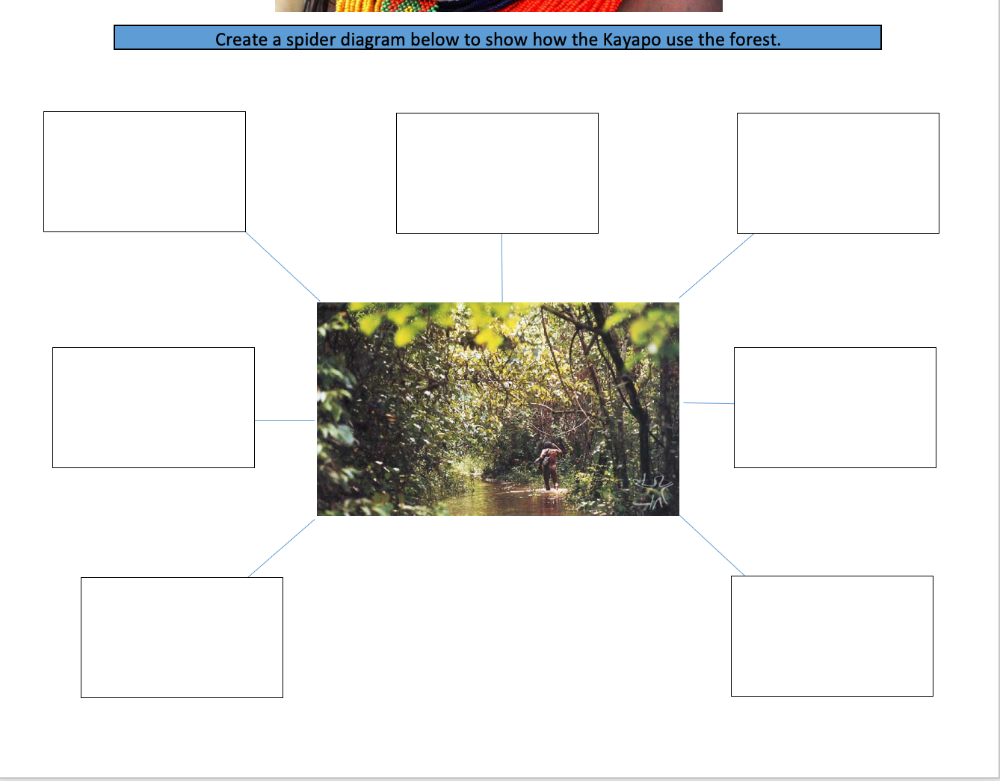 Create a spider diagram below to show how the Kayapo use the forest.